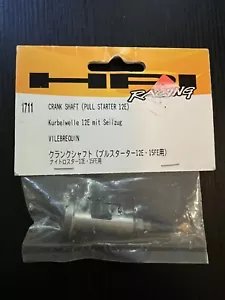 HPI
RACING
1711
CRANK SHAFT (PULL STARTER 12E)
Kurbelwelle 12E mit Seilzug
VILEBREQUIN
クランクシャフト (プルスターター12E・15FE用)
ナイトロスター12E・15FE用